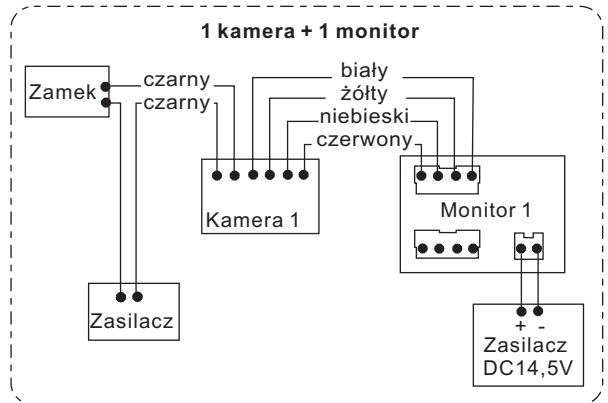 1 kamera + 1 monitor
Zamek
czarny
czarny
biały
żółty
niebieski
czerwony
Kamera 1
Monitor 1
Zasilacz
+ -
Zasilacz
DC14,5V